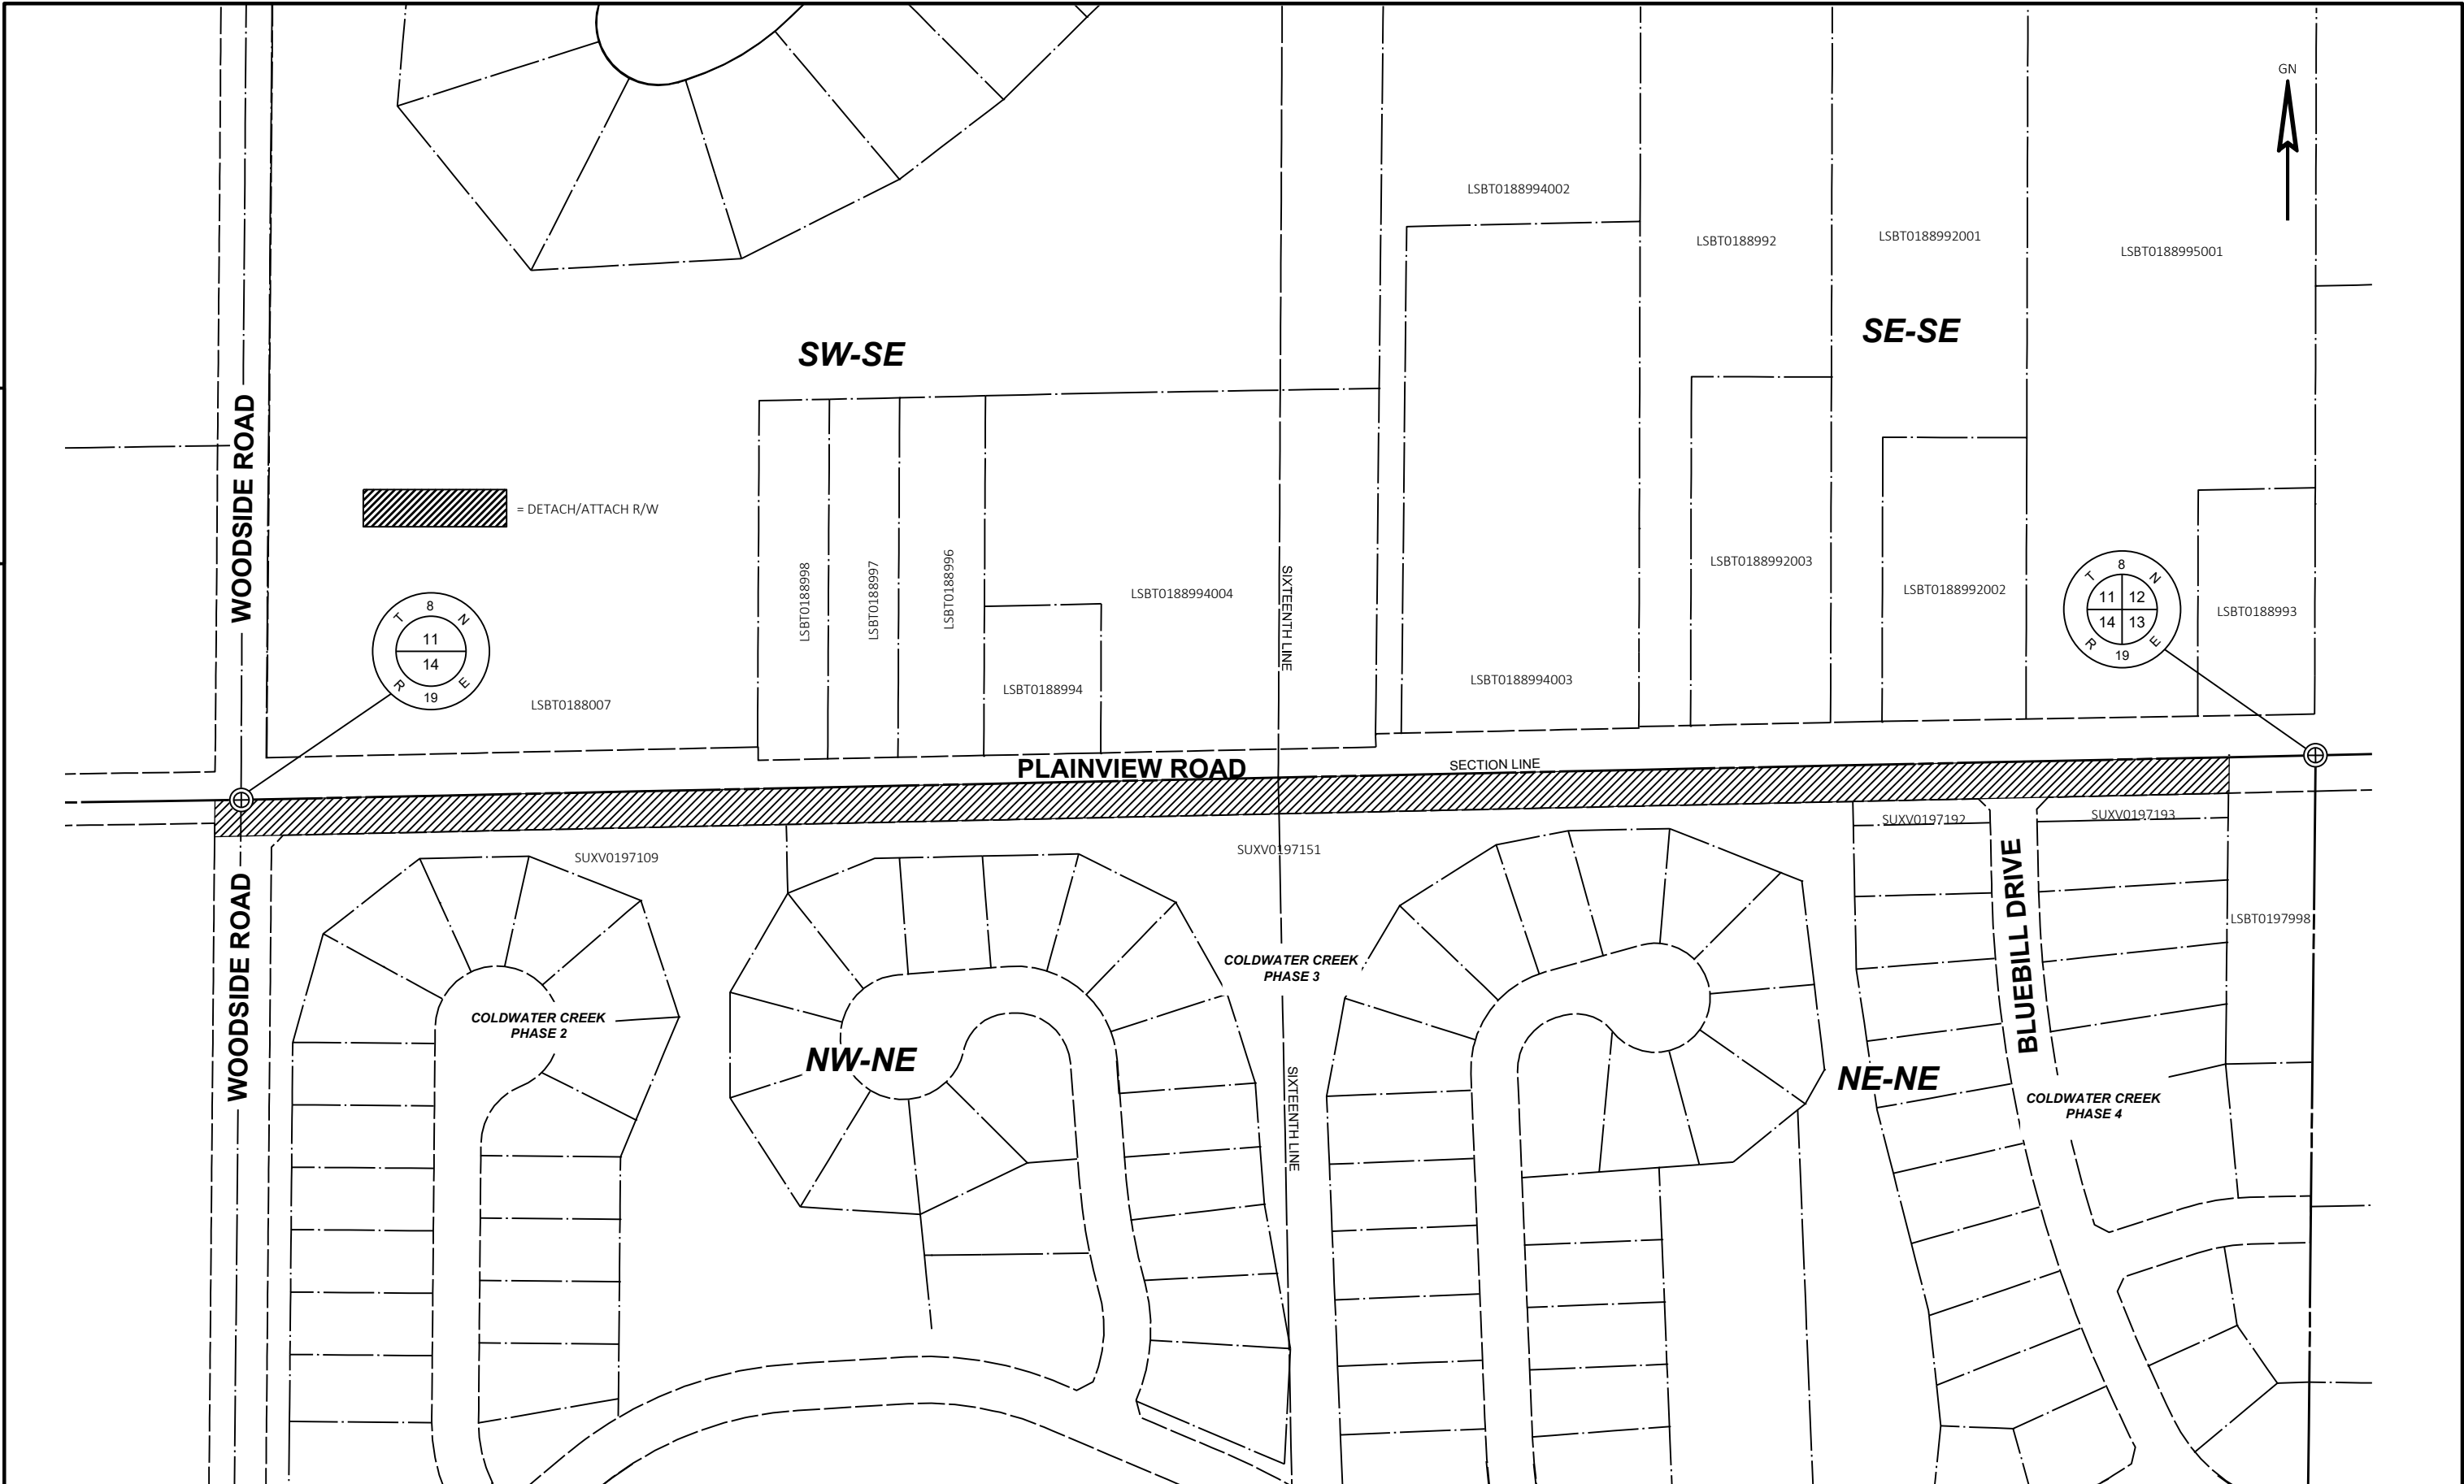 GN
LSBT0188994002
LSBT0188992
LSBT0188992001
LSBT0188995001
SW-SE
SE-SE
WOODSIDE ROAD
= DETACH/ATTACH R/W
LSBT0188998
LSBT0188997
LSBT0188996
LSBT0188994004
SIXTEENTH LINE
LSBT0188992003
LSBT0188992002
LSBT0188993
T 8 N
11
14
R 19 E
T 8 N
11 12
14 13
R 19 E
LSBT0188007
LSBT0188994
LSBT0188994003
PLAINVIEW ROAD
SECTION LINE
SUXV0197109
SUXV0197151
SUXV0197192
SUXV0197193
WOODSIDE ROAD
BLUEBILL DRIVE
LSBT0197998
COLDWATER CREEK
PHASE 3
COLDWATER CREEK
PHASE 2
NW-NE
SIXTEENTH LINE
NE-NE
COLDWATER CREEK
PHASE 4